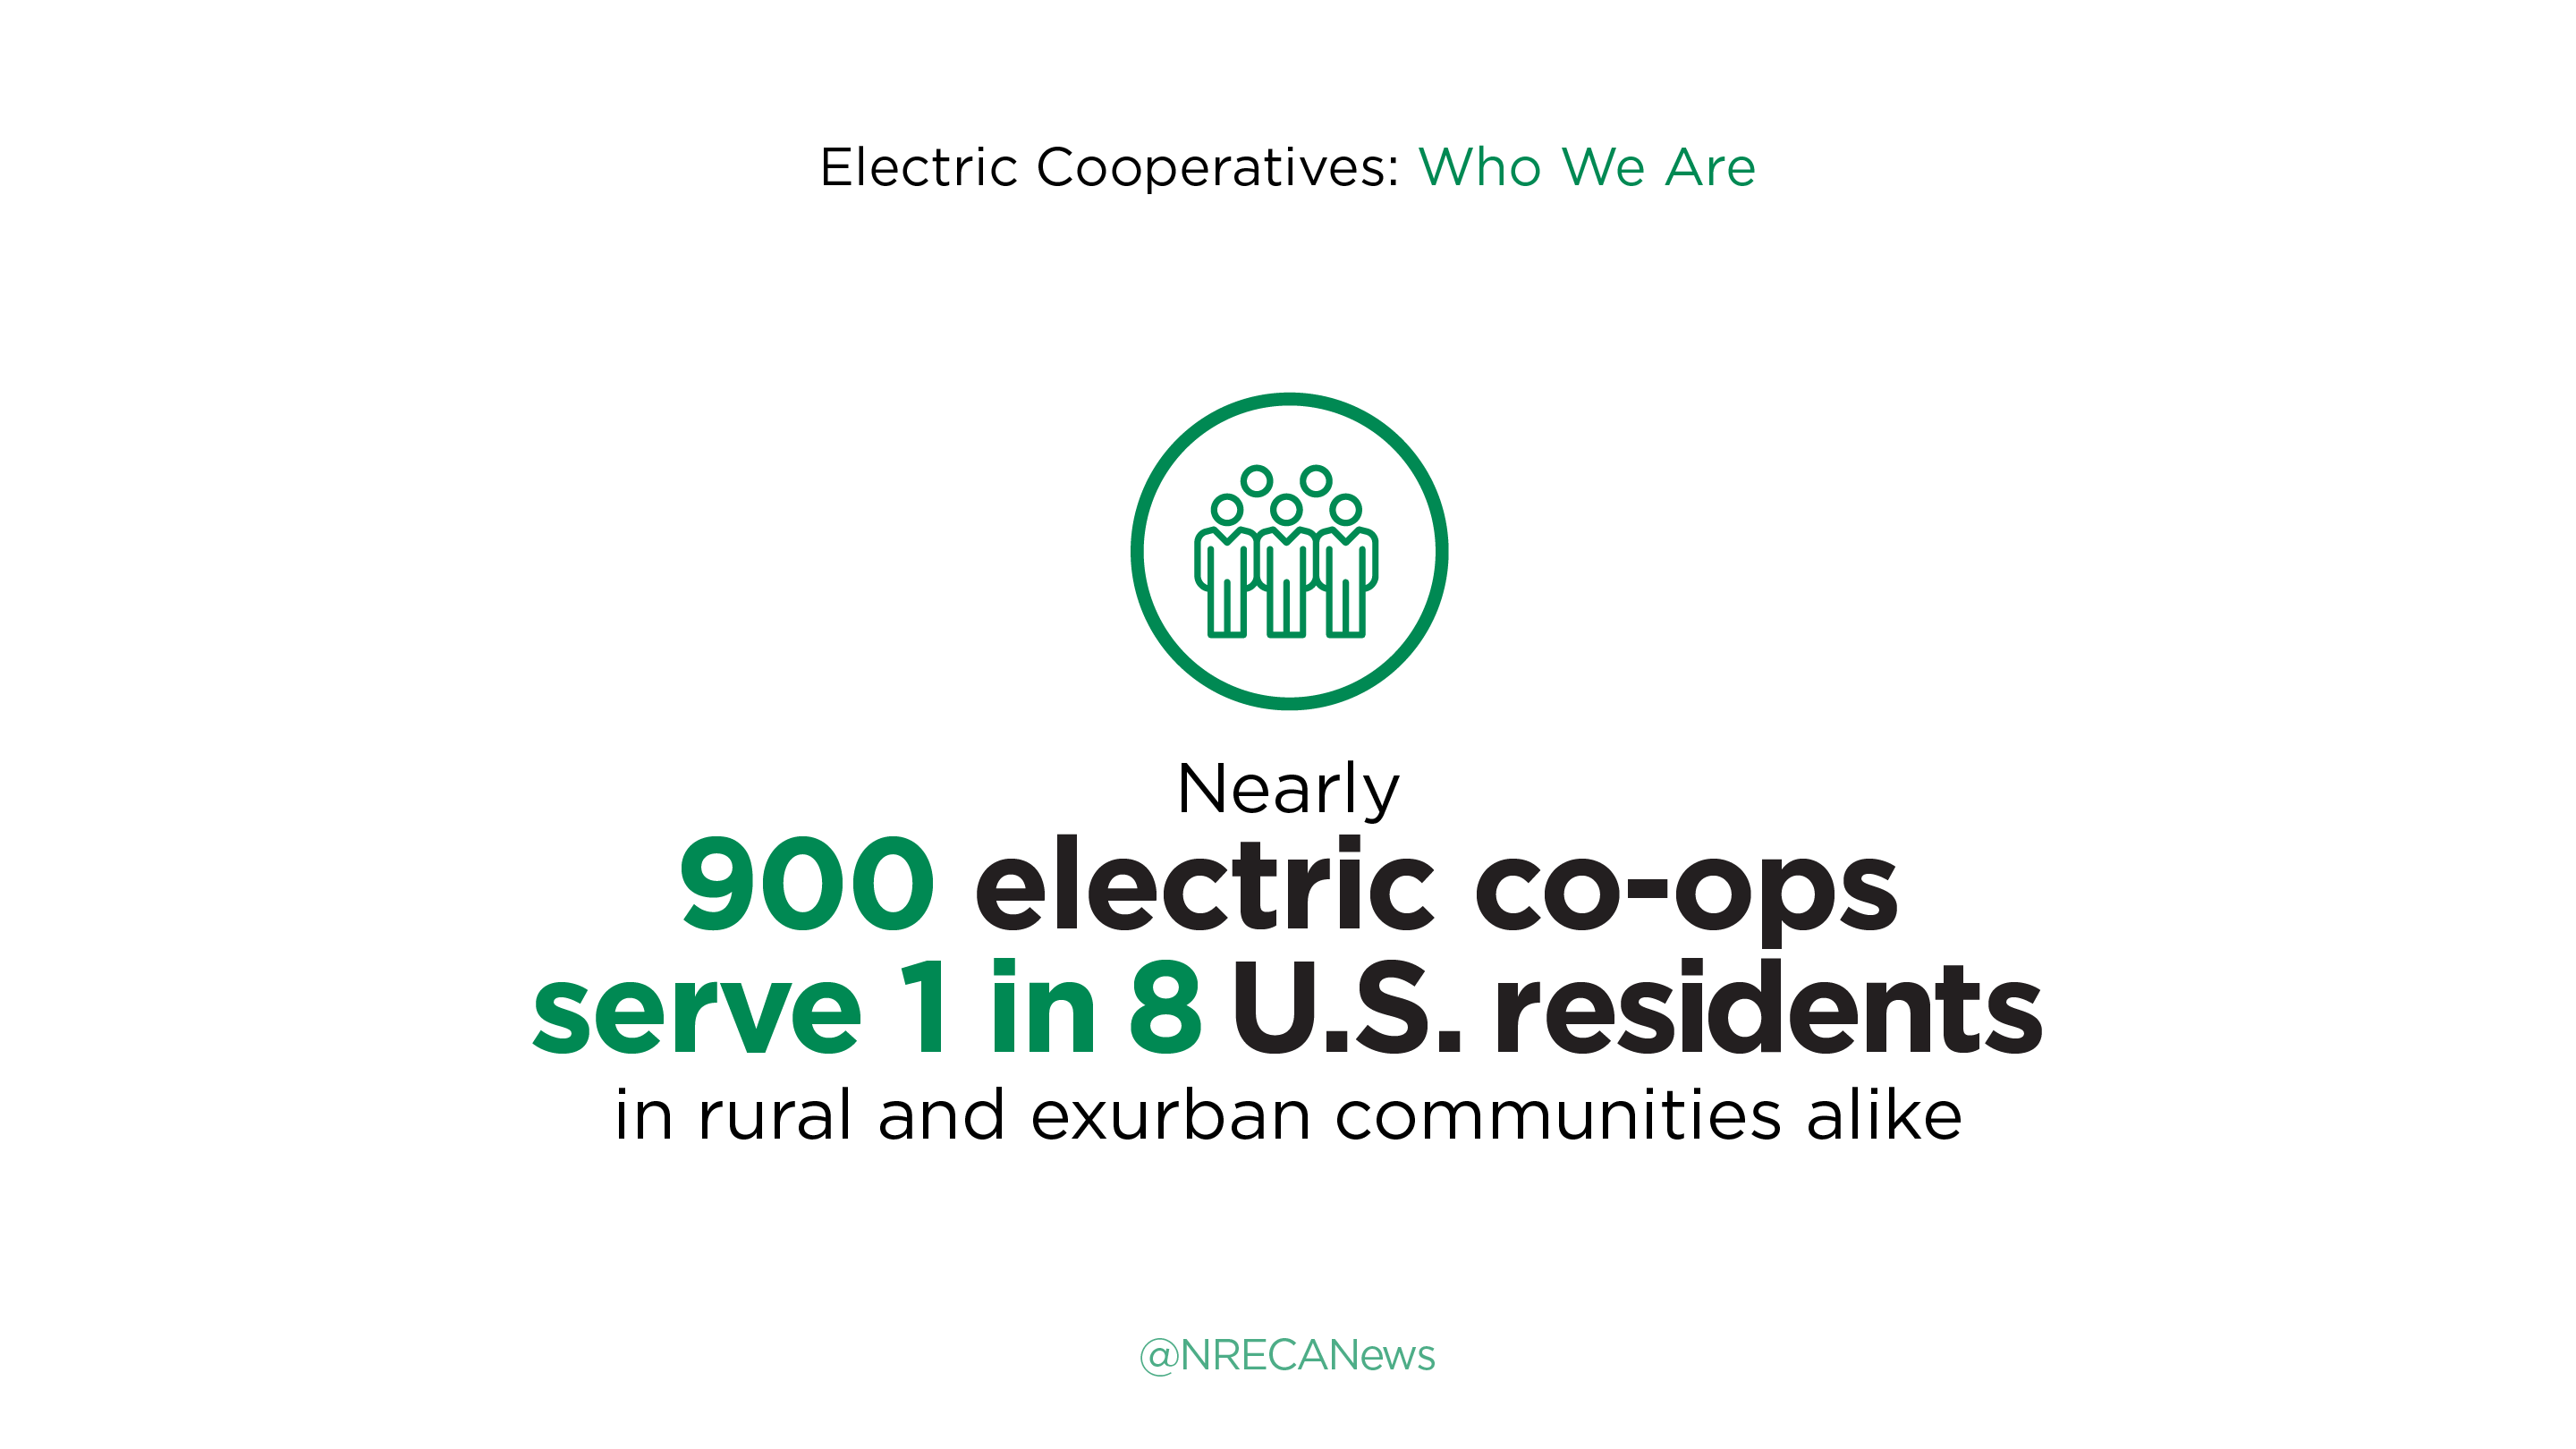 Electric Cooperatives: Who We Are
Nearly
900 electric co-ops
serve 1 in 8 U.S. residents
in rural and exurban communities alike
@NRECANews